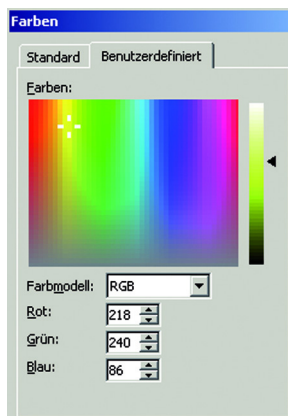 Farben
Standard Benutzerdefiniert
Farben:
Farbmodell: RGB
Rot: 218
Grün: 240
Blau: 86